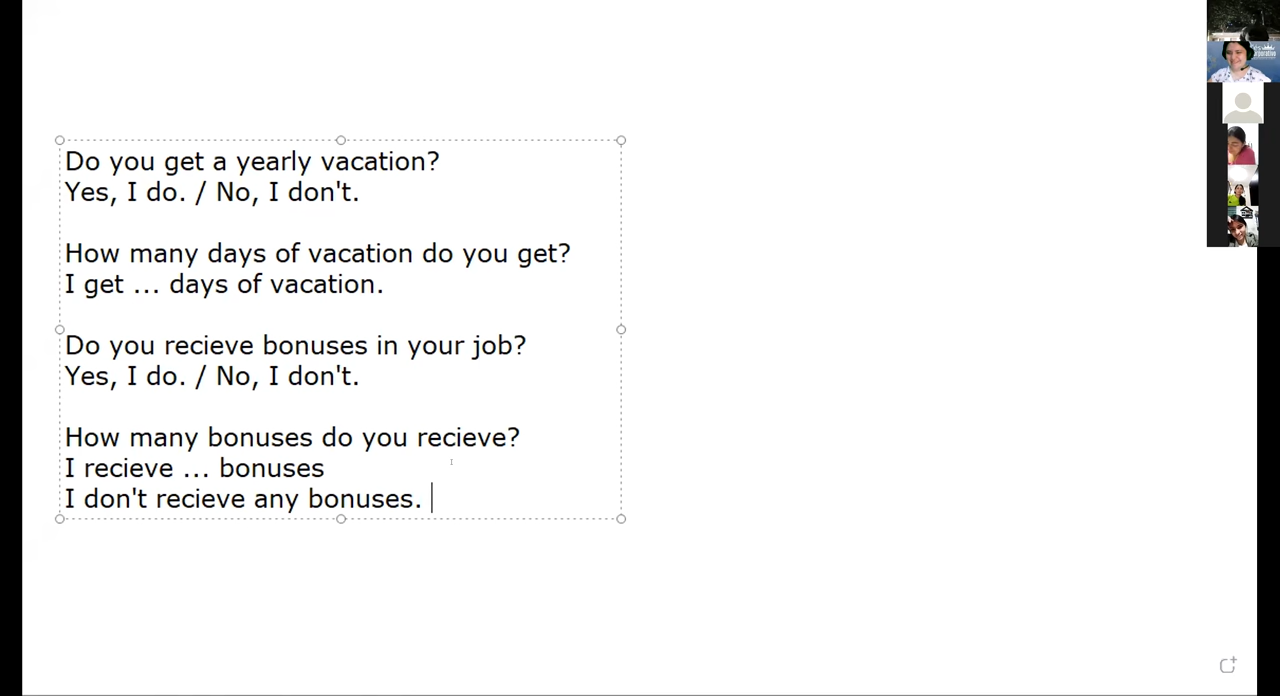 Do you get a yearly vacation?
Yes, I do. / No, I don't.
How many days of vacation do you get?
I get ... days of vacation.
Do you recieve bonuses in your job?
Yes, I do. / No, I don't.
How many bonuses do you recieve?
I recieve ... bonuses
I don't recieve any bonuses.